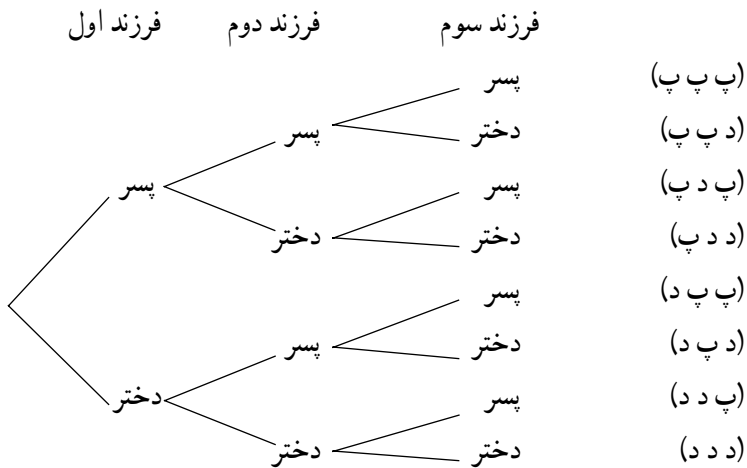 فرزند اول فرزند دوم فرزند سوم
پسر (پ پ پ)
پسر دختر (د پ پ)
پسر پسر (پ د پ)
دختر دختر (د د پ)
پسر (پ پ د)
پسر دختر (د پ د)
دختر پسر (پ د د)
دختر دختر (د د د)